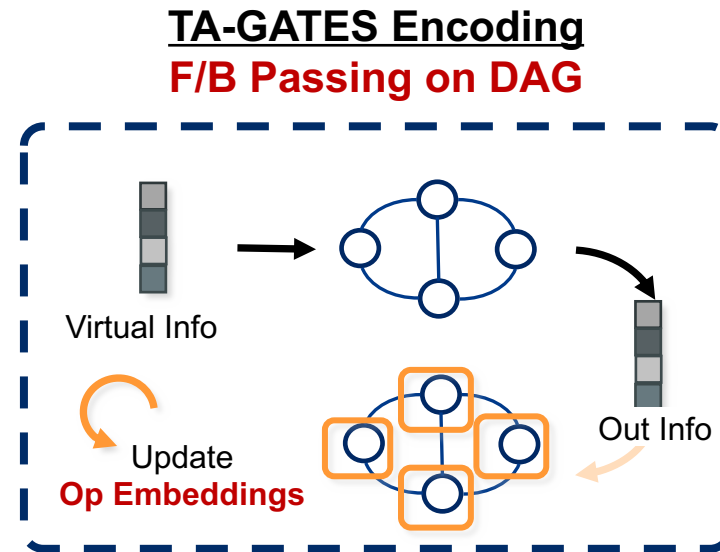 TA-GATES Encoding
F/B Passing on DAG
Virtual Info
Out Info
Update
Op Embeddings